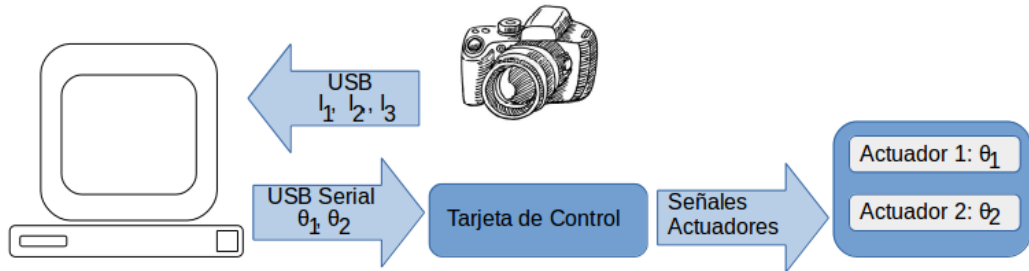 USB
I₁, I₂, I₃
USB Serial
θ₁, θ₂
Tarjeta de Control
Señales
Actuadores
Actuador 1: θ₁
Actuador 2: θ₂